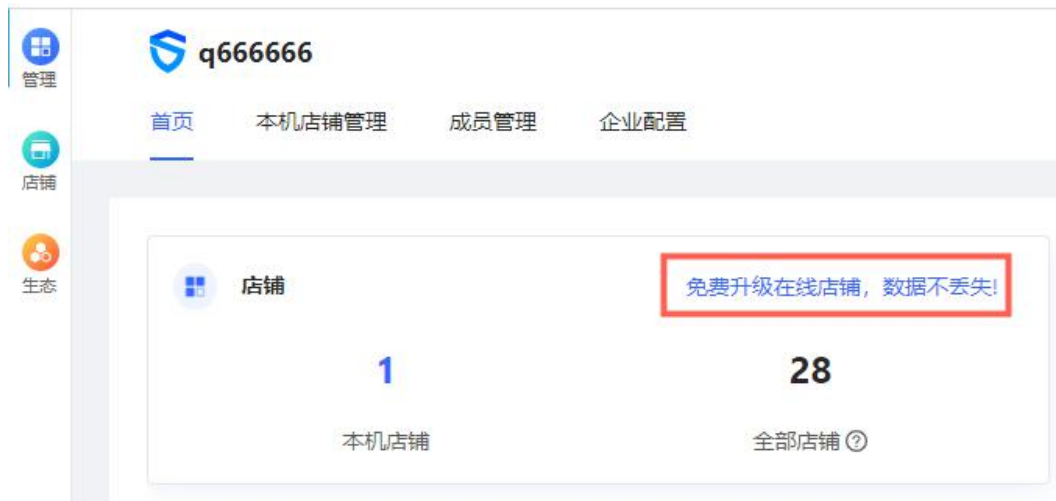 管理
店铺
生态
q666666
首页 本机店铺管理 成员管理 企业配置
店铺 免费升级在线店铺，数据不丢失!
1 28
本机店铺 全部店铺?